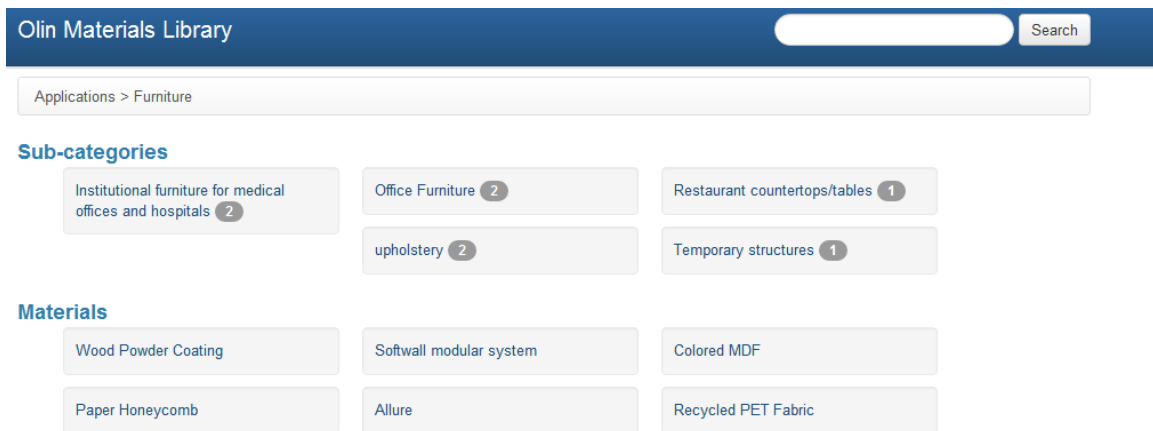 Olin Materials Library
Search
Applications > Furniture
Sub-categories
Institutional furniture for medical
offices and hospitals 2
Office Furniture 2
Restaurant countertops/tables 1
upholstery 2
Temporary structures 1
Materials
Wood Powder Coating
Softwall modular system
Colored MDF
Paper Honeycomb
Allure
Recycled PET Fabric